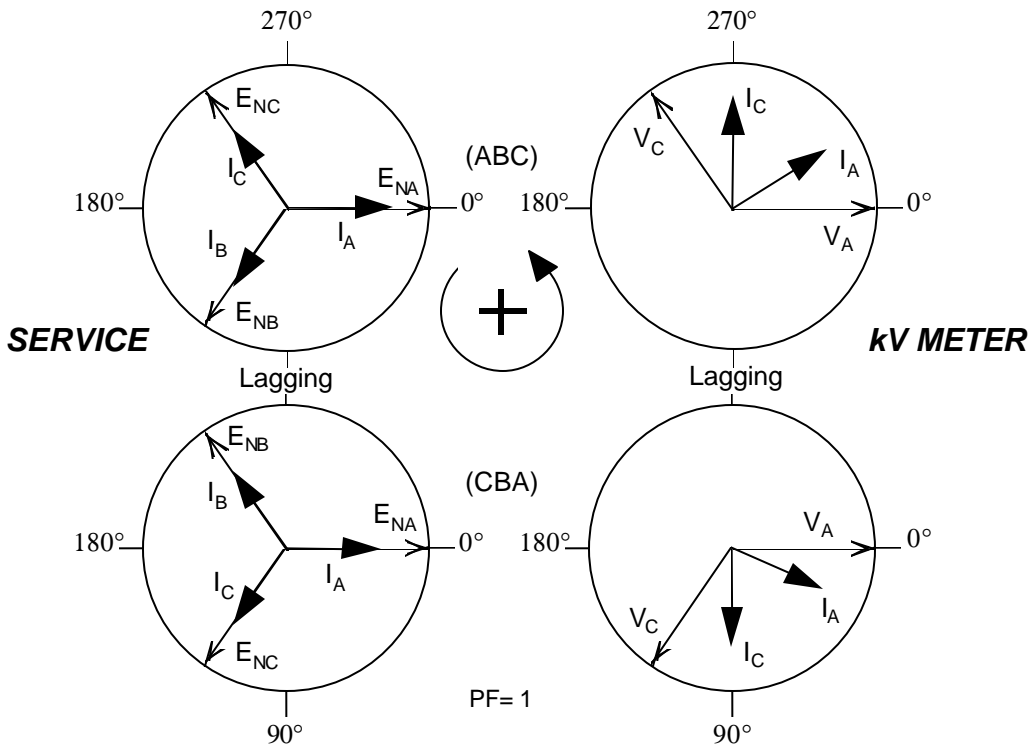 270°
270°
E_NC
I_C
V_C
I_C
(ABC)
I_A
E_NA
180°
0°
180°
0°
I_B
I_A
V_A
E_NB
+
SERVICE
kV METER
Lagging
Lagging
E_NB
I_B
(CBA)
E_NA
V_A
180°
0°
180°
0°
I_C
I_A
V_C
I_A
E_NC
I_C
PF= 1
90°
90°